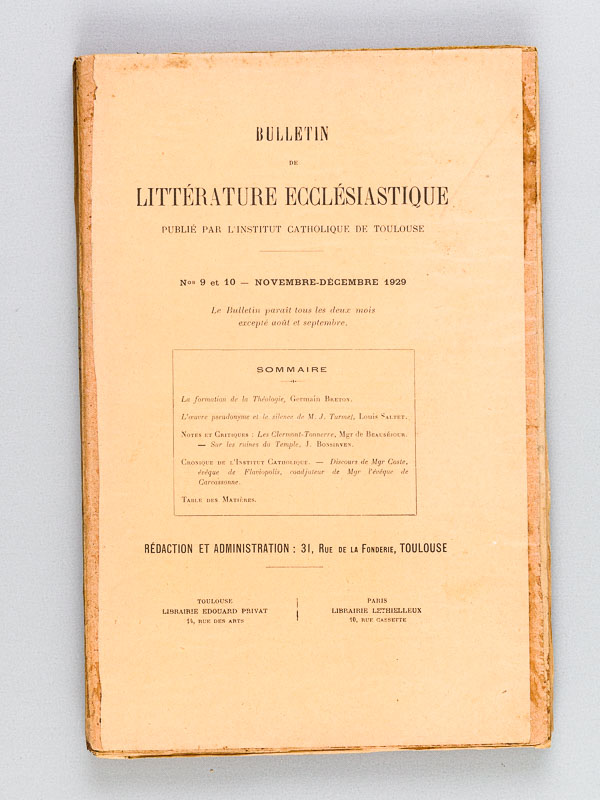 BULLETIN
DE
LITTÉRATURE ECCLÉSIASTIQUE
PUBLIÉ PAR L'INSTITUT CATHOLIQUE DE TOULOUSE
Nos 9 et 10 — NOVEMBRE-DÉCEMBRE 1929
Le Bulletin paraît tous les deux mois
excepté août et septembre.
SOMMAIRE
La formation de la Théologie, Germain BRETON.
L'œuvre pseudonyme et le silence de M. J. Turmel, Louis SALTET.
NOTES ET CRITIQUES : Les Clermont-Tonnerre, Mgr DE BEAUSÉJOUR.
— Sur les ruines du Temple, J. BONSIRVEN.
CRONIQUE DE L'INSTITUT CATHOLIQUE. — Discours de Mgr Coste,
évêque de Flaviopolis, coadjuteur de Mgr l'évêque de
Carcassonne.
TABLE DES MATIÈRES.
RÉDACTION ET ADMINISTRATION : 31, RUE DE LA FONDERIE, TOULOUSE
TOULOUSE
LIBRAIRIE EDOUARD PRIVAT
14, RUE DES ARTS
PARIS
LIBRAIRIE LETHIELLEUX
10, RUE CASSETTE